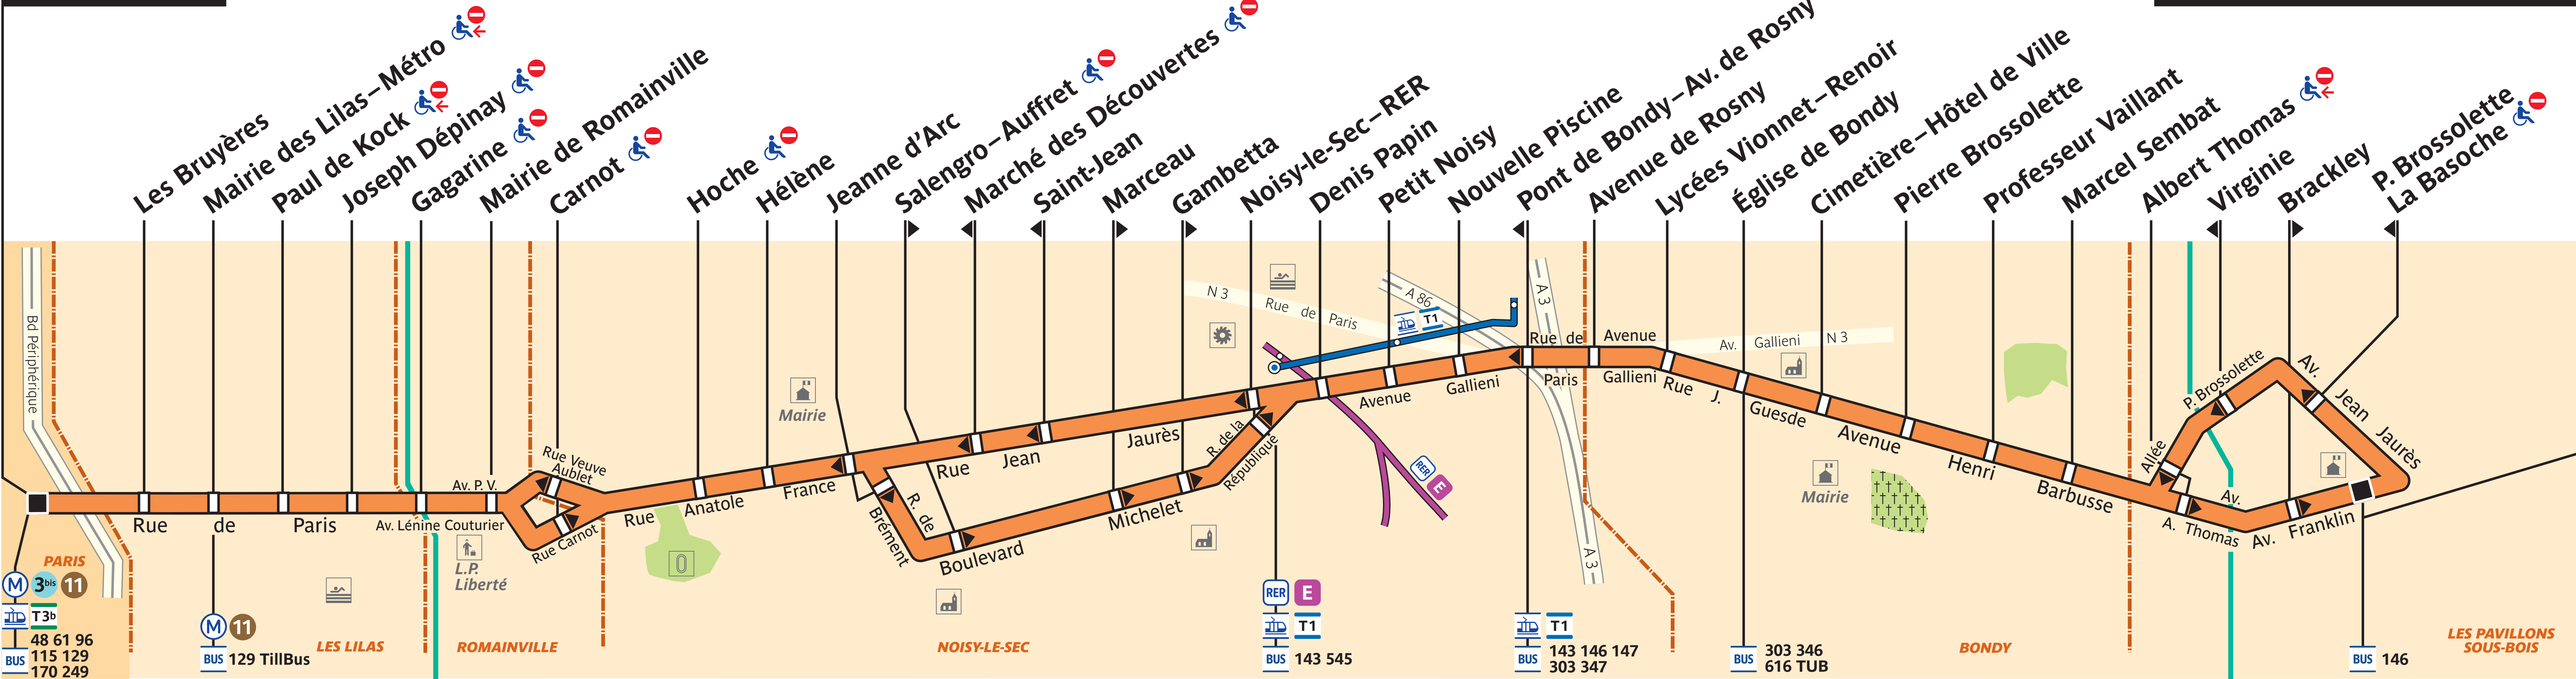 Les Bruyères
Mairie des Lilas–Métro
Paul de Kock
Joseph Dépinay
Gagarine
Mairie de Romainville
Carnot
Hoche
Hélène
Jeanne d'Arc
Salengro–Auffret
Marché des Découvertes
Saint-Jean
Marceau
Gambetta
Noisy-le-Sec–RER
Denis Papin
Petit Noisy
Nouvelle Piscine
Pont de Bondy–Av. de Rosny
Avenue de Rosny
Lycées Vionnet–Renoir
Église de Bondy
Cimetière–Hôtel de Ville
Pierre Brossolette
Professeur Vaillant
Marcel Sembat
Albert Thomas
Virginie
Brackley
P. Brossolette
La Basoche
Bd Périphérique
Rue de Paris
Av. Lénine Couturier
Av. P. V.
Rue Veuve
Aublet
Rue Carnot
Rue Anatole France
Mairie
R. de Brément
Boulevard Michelet
Rue Jean Jaurès
R. de la
République
N 3 Rue de Paris
A 86
T1
A 3
A 3
RER E
Avenue Gallieni
Rue de
Paris
Avenue
Gallieni
Av. Gallieni N 3
Rue J. Guesde
Avenue Henri Barbusse
Mairie
Allée
P. Brossolette
Av. Jean Jaurès
Av.
A. Thomas
Av. Franklin
L.P.
Liberté
PARIS
LES LILAS
ROMAINVILLE
NOISY-LE-SEC
BONDY
LES PAVILLONS
SOUS-BOIS
M 3bis 11
T3b
BUS
48 61 96
115 129
170 249
M 11
BUS 129 TillBus
RER E
T1
BUS 143 545
T1
BUS
143 146 147
303 347
BUS
303 346
616 TUB
BUS 146